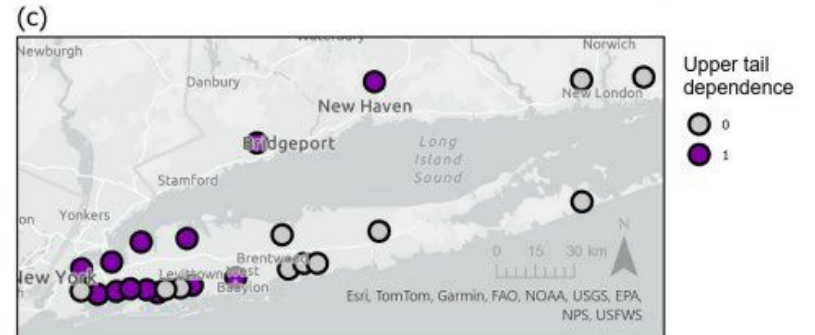 (c)
Newburgh
Waterbury
Norwich
Danbury
New London
New Haven
Bridgeport
Long
Island
Sound
Stamford
on
Yonkers
N
0 15 30 km
Brentwood
New York
Levittown
West
Babylon
h
Esri, TomTom, Garmin, FAO, NOAA, USGS, EPA,
NPS, USFWS
Upper tail
dependence
0
1